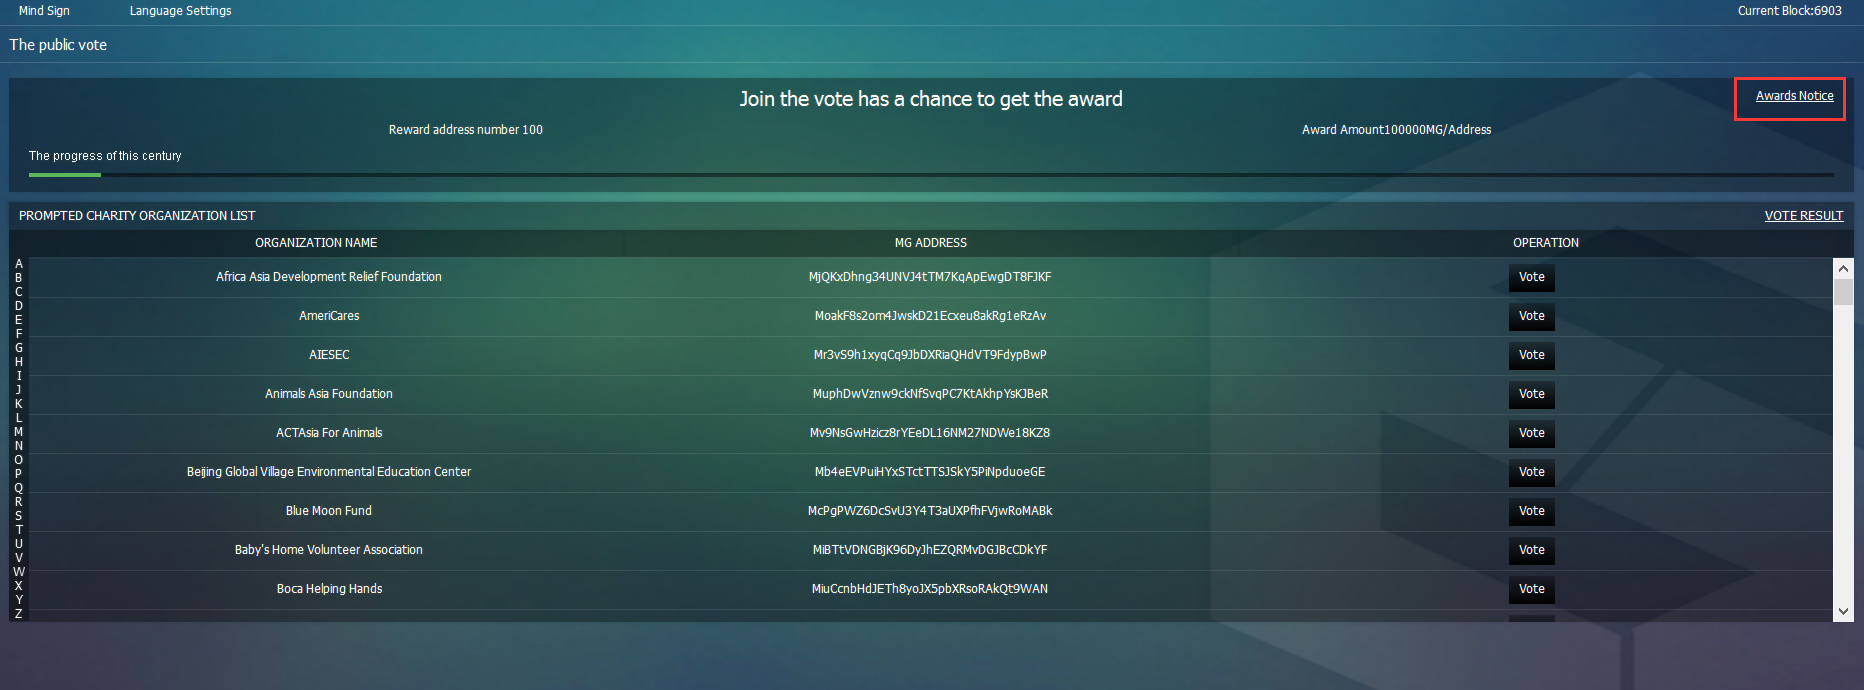 Mind Sign Language Settings Current Block:6903
The public vote
Join the vote has a chance to get the award
Awards Notice
Reward address number 100 Award Amount100000MG/Address
The progress of this century
PROMPTED CHARITY ORGANIZATION LIST VOTE RESULT
ORGANIZATION NAME MG ADDRESS OPERATION
A
B
C
D
E
F
G
H
I
J
K
L
M
N
O
P
Q
R
S
T
U
V
W
X
Y
Z
Africa Asia Development Relief Foundation MjQKxDhng34UNVJ4tTM7KqApEwgDT8FJKF Vote
AmeriCares MoakF8s2om4JwskD21Ecxeu8akRg1eRzAv Vote
AIESEC Mr3vS9h1xyqCq9JbDXRiaQHdVT9FdypBwP Vote
Animals Asia Foundation MuphDwVznw9ckNfSvqPC7KtAkhpYsKJBeR Vote
ACTAsia For Animals Mv9NsGwHzicz8rYEeDL16NM27NDWe18KZ8 Vote
Beijing Global Village Environmental Education Center Mb4eEVPuiHYxSTctTTSJSkY5PiNpduoeGE Vote
Blue Moon Fund McPgPWZ6DcSvU3Y4T3aUXPfhFVjwRoMABk Vote
Baby's Home Volunteer Association MiBTtVDNGBjK96DyJhEZQRMvDGJBcCDkYF Vote
Boca Helping Hands MiuCcnbHdJETh8yoJX5pbXRsoRAkQt9WAN Vote